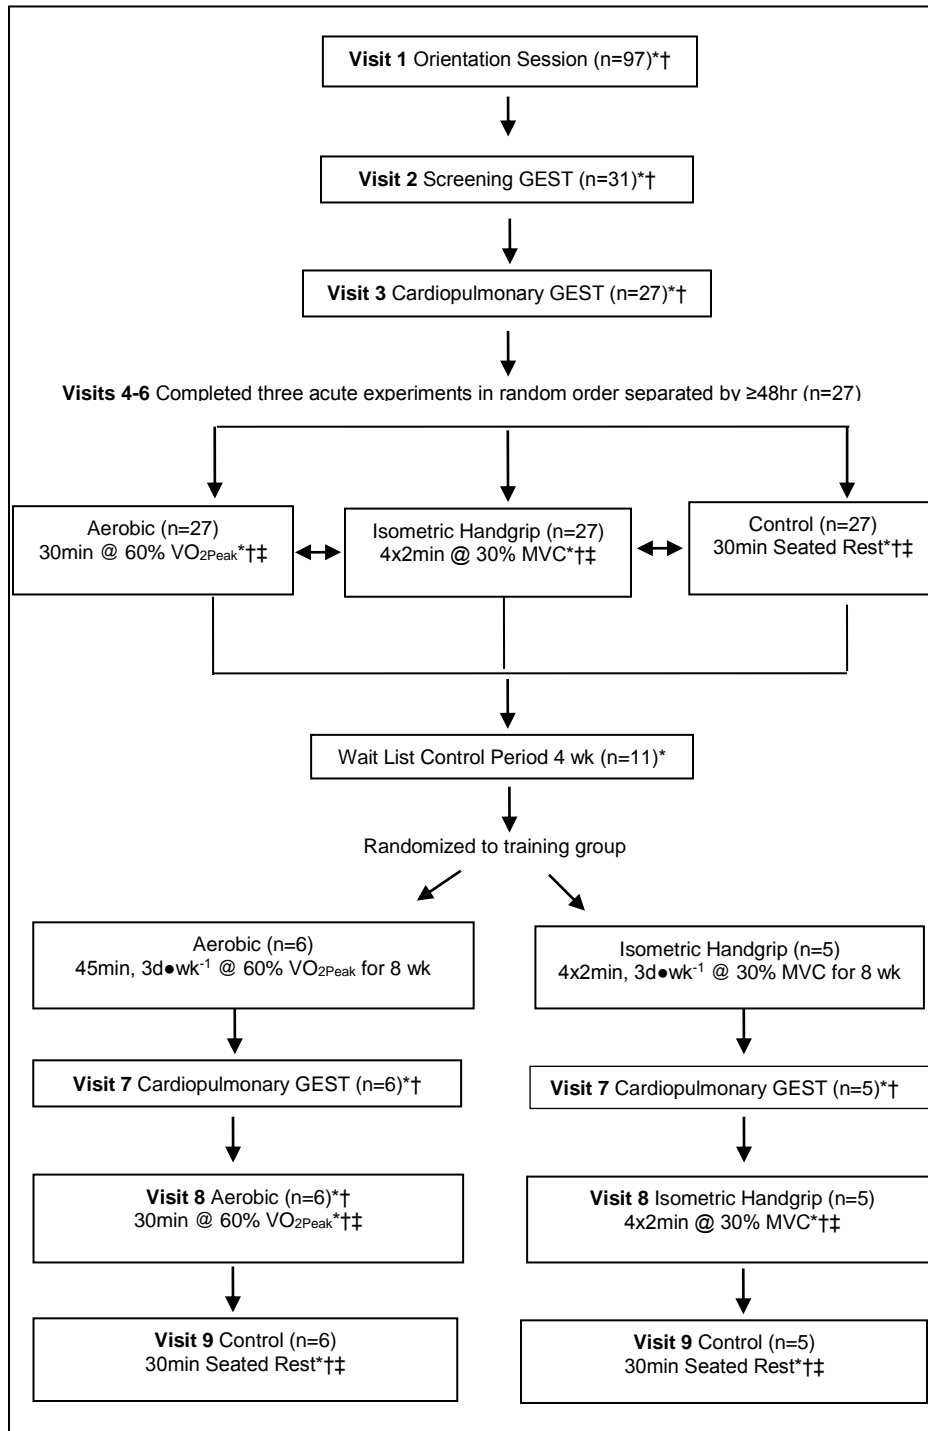 Visit 1 Orientation Session (n=97)*†
Visit 2 Screening GEST (n=31)*†
Visit 3 Cardiopulmonary GEST (n=27)*†
Visits 4-6 Completed three acute experiments in random order separated by ≥48hr (n=27)
Aerobic (n=27)
30min @ 60% VO2Peak*†‡
Isometric Handgrip (n=27)
4x2min @ 30% MVC*†‡
Control (n=27)
30min Seated Rest*†‡
Wait List Control Period 4 wk (n=11)*
Randomized to training group
Aerobic (n=6)
45min, 3d●wk-1 @ 60% VO2Peak for 8 wk
Isometric Handgrip (n=5)
4x2min, 3d●wk-1 @ 30% MVC for 8 wk
Visit 7 Cardiopulmonary GEST (n=6)*†
Visit 7 Cardiopulmonary GEST (n=5)*†
Visit 8 Aerobic (n=6)*†
30min @ 60% VO2Peak*†‡
Visit 8 Isometric Handgrip (n=5)
4x2min @ 30% MVC*†‡
Visit 9 Control (n=6)
30min Seated Rest*†‡
Visit 9 Control (n=5)
30min Seated Rest*†‡